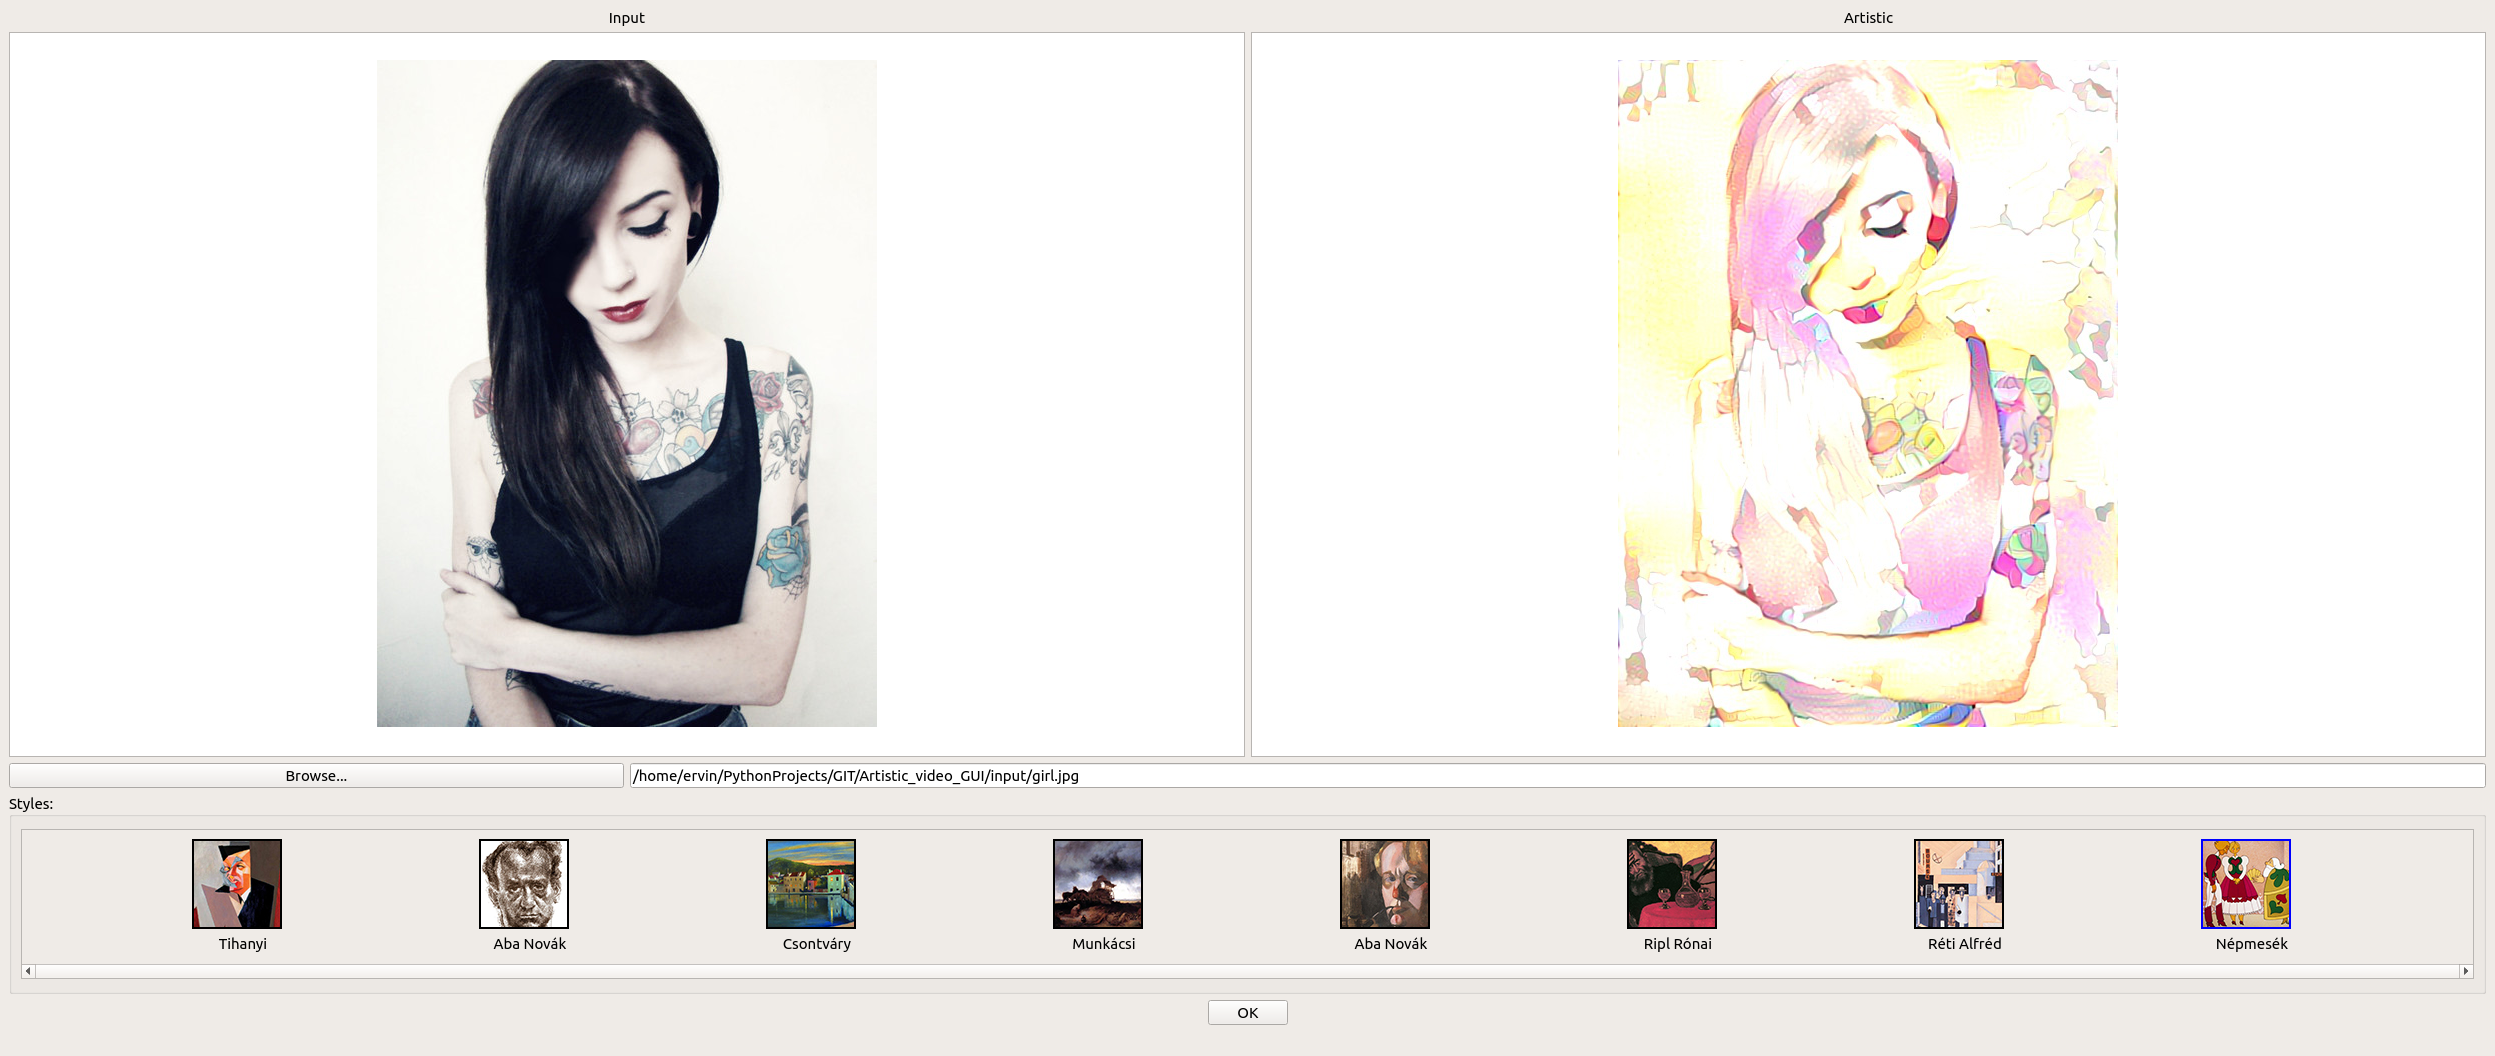 Input
Artistic
Browse...
/home/ervin/PythonProjects/GIT/Artistic_video_GUI/input/girl.jpg
Styles:
Tihanyi
Aba Novák
Csontváry
Munkácsi
Aba Novák
Ripl Rónai
Réti Alfréd
Népmesék
OK